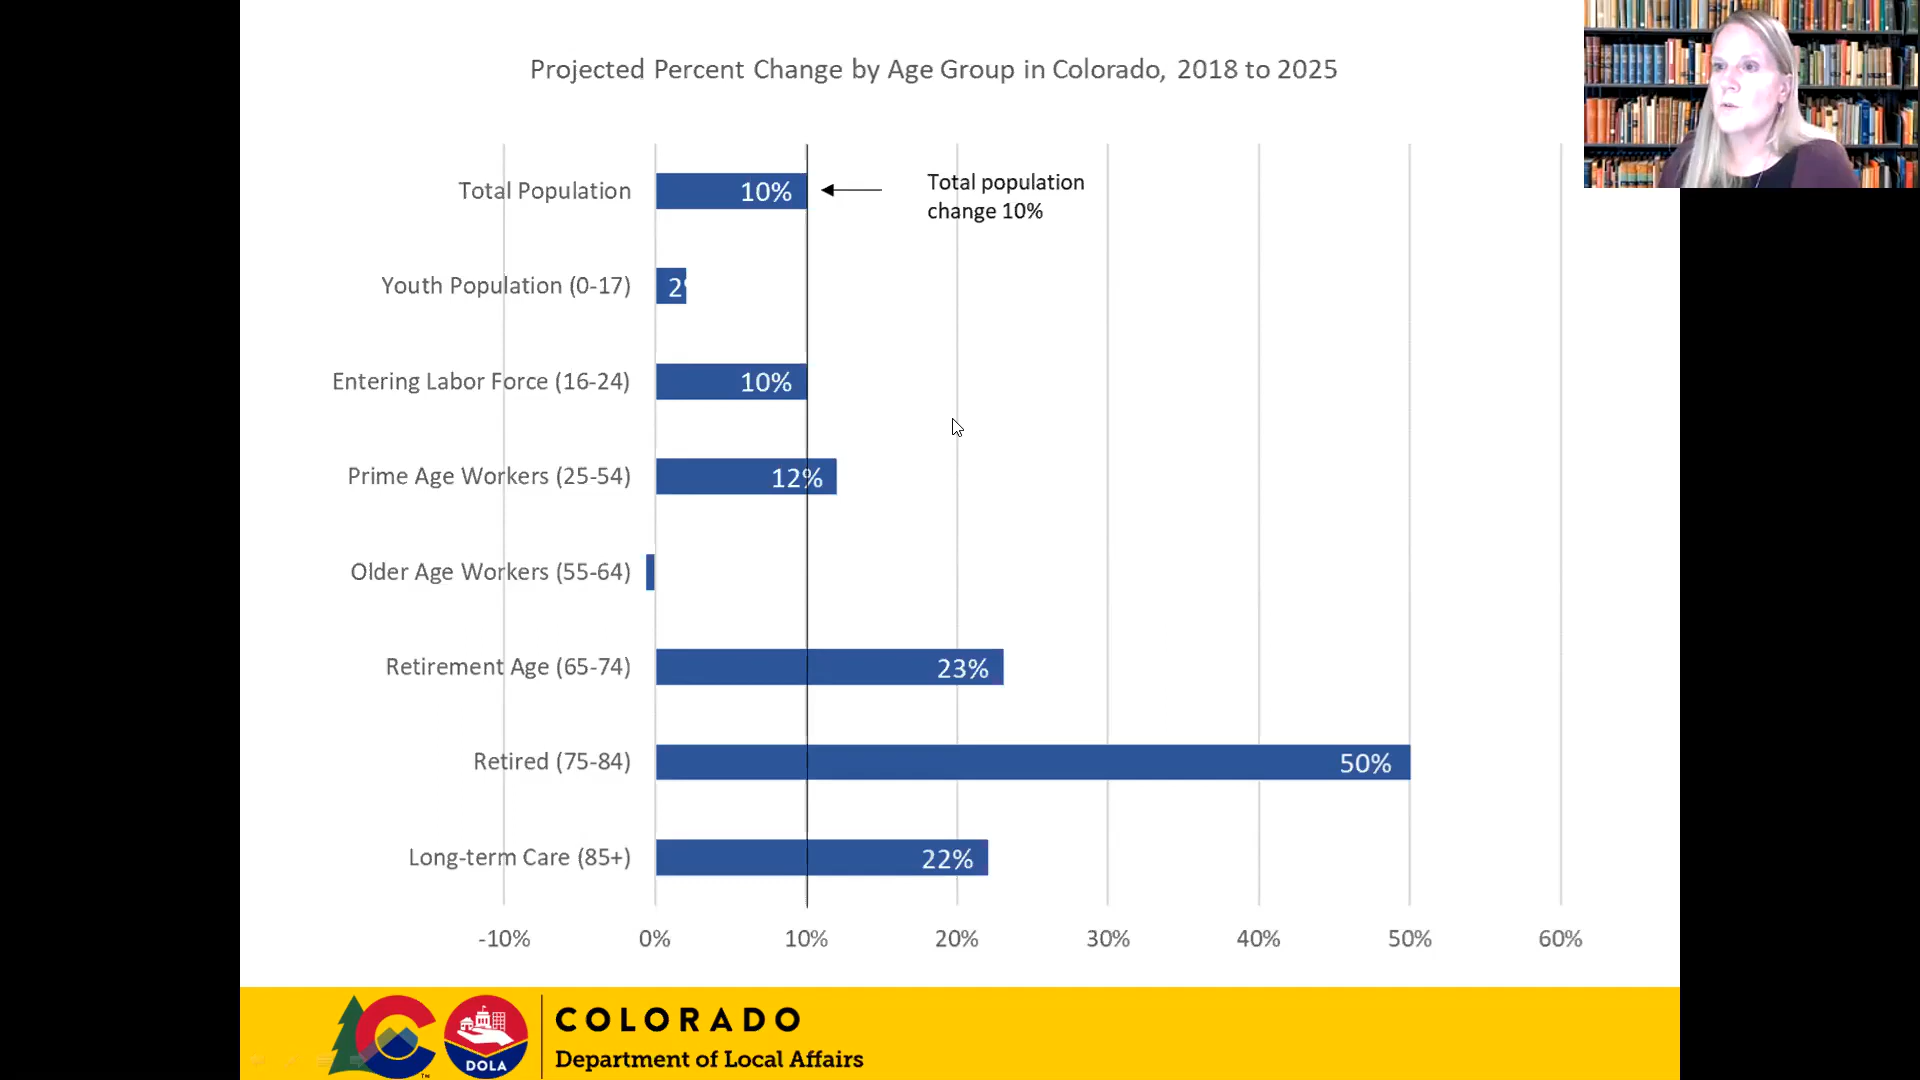 Projected Percent Change by Age Group in Colorado, 2018 to 2025
Total Population
10%
Total population
change 10%
Youth Population (0-17)
2
Entering Labor Force (16-24)
10%
Prime Age Workers (25-54)
12%
Older Age Workers (55-64)
Retirement Age (65-74)
23%
Retired (75-84)
50%
Long-term Care (85+)
22%
-10% 0% 10% 20% 30% 40% 50% 60%
DOLA
TM
COLORADO
Department of Local Affairs